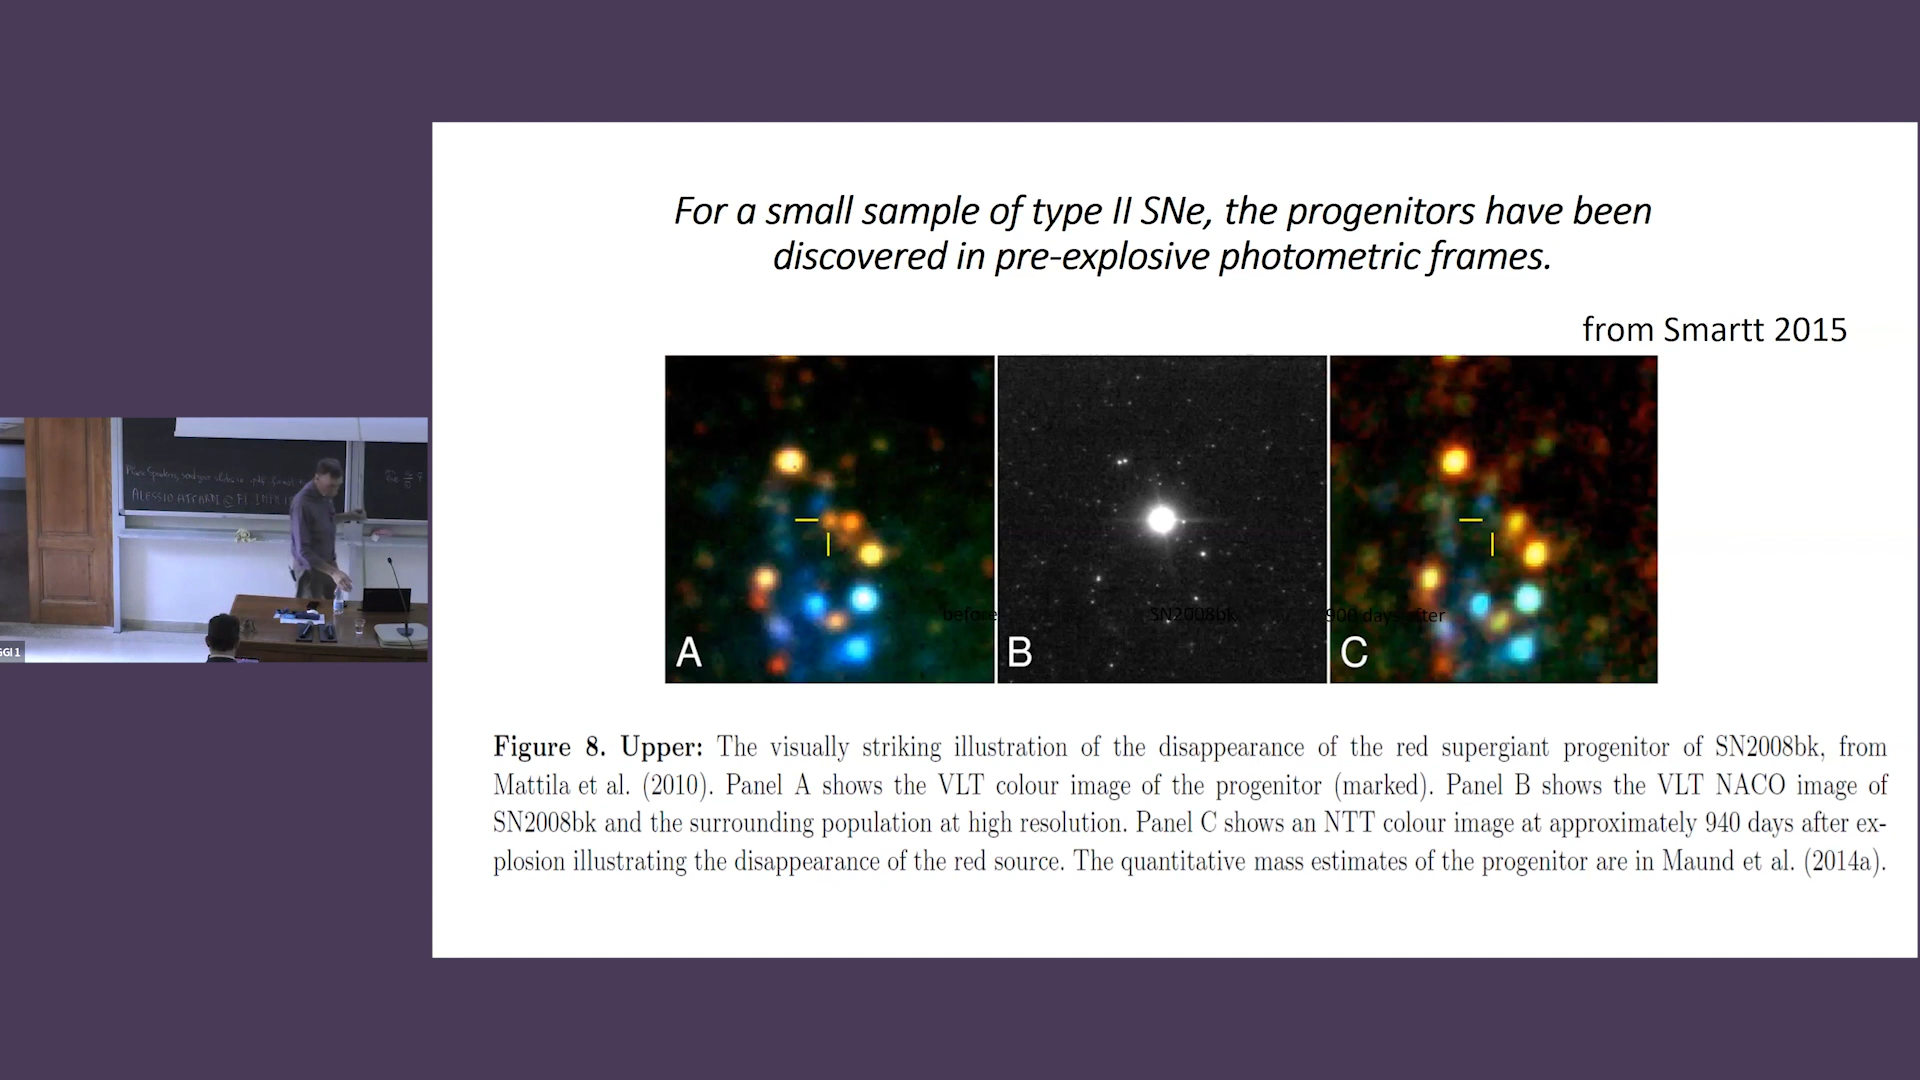 For a small sample of type II SNe, the progenitors have been
discovered in pre-explosive photometric frames.
from Smartt 2015
before
SN2008bk
900 days after
A
B
C
Figure 8. Upper: The visually striking illustration of the disappearance of the red supergiant progenitor of SN2008bk, from
Mattila et al. (2010). Panel A shows the VLT colour image of the progenitor (marked). Panel B shows the VLT NACO image of
SN2008bk and the surrounding population at high resolution. Panel C shows an NTT colour image at approximately 940 days after ex-
plosion illustrating the disappearance of the red source. The quantitative mass estimates of the progenitor are in Maund et al. (2014a).